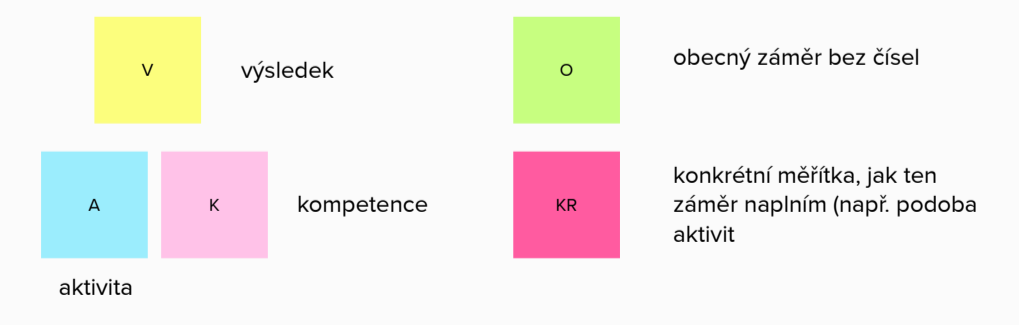 V
výsledek
A
K
kompetence
aktivita
O
obecný záměr bez čísel
KR
konkrétní měřítka, jak ten
záměr naplním (např. podoba
aktivit